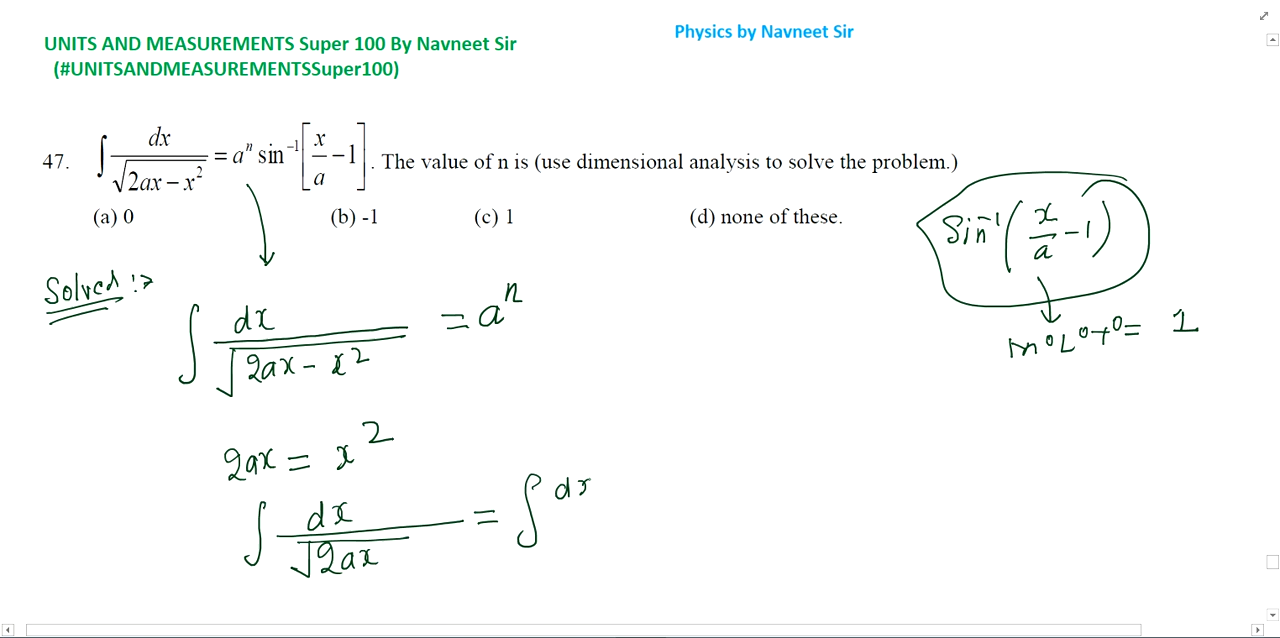 Physics by Navneet Sir
UNITS AND MEASUREMENTS Super 100 By Navneet Sir
(#UNITSANDMEASUREMENTSSuper100)
47. ∫ dx / √(2ax – x²) = aⁿ sin⁻¹ [x/a – 1]. The value of n is (use dimensional analysis to solve the problem.)
(a) 0 (b) -1 (c) 1 (d) none of these.
Sin⁻¹ (x/a – 1)
Solved :→
∫ dx / √(2ax – x²) = aⁿ
M⁰L⁰T⁰ = 1
2ax = x²
∫ dx / √2ax = ∫ dx